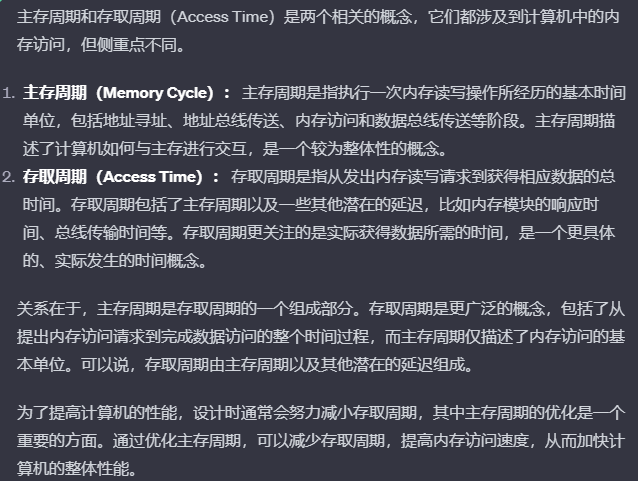 主存周期和存取周期（Access Time）是两个相关的概念，它们都涉及到计算机中的内
存访问，但侧重点不同。
1. 主存周期（Memory Cycle）： 主存周期是指执行一次内存读写操作所经历的基本时间
单位，包括地址寻址、地址总线传送、内存访问和数据总线传送等阶段。主存周期描
述了计算机如何与主存进行交互，是一个较为整体性的概念。
2. 存取周期（Access Time）： 存取周期是指从发出内存读写请求到获得相应数据的总
时间。存取周期包括了主存周期以及一些其他潜在的延迟，比如内存模块的响应时
间、总线传输时间等。存取周期更关注的是实际获得数据所需的时间，是一个更具体
的、实际发生的时间概念。
关系在于，主存周期是存取周期的一个组成部分。存取周期是更广泛的概念，包括了从
提出内存访问请求到完成数据访问的整个时间过程，而主存周期仅描述了内存访问的基
本单位。可以说，存取周期由主存周期以及其他潜在的延迟组成。
为了提高计算机的性能，设计时通常会努力减小存取周期，其中主存周期的优化是一个
重要的方面。通过优化主存周期，可以减少存取周期，提高内存访问速度，从而加快计
算机的整体性能。